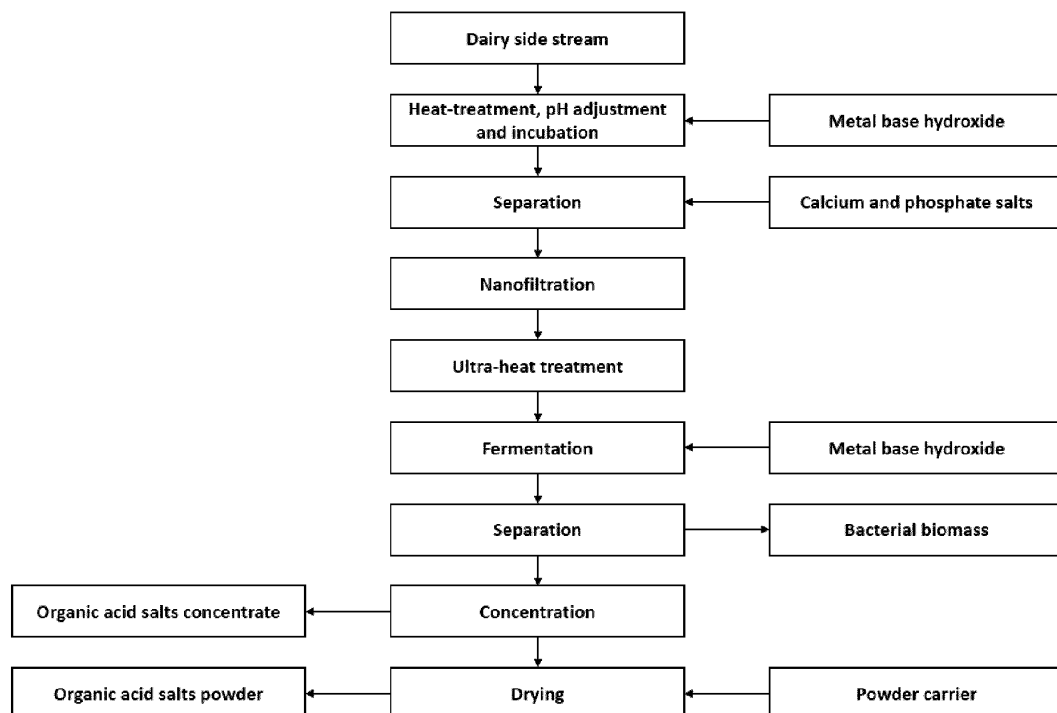 Dairy side stream
Heat-treatment, pH adjustment
and incubation
Metal base hydroxide
Separation
Calcium and phosphate salts
Nanofiltration
Ultra-heat treatment
Fermentation
Metal base hydroxide
Separation
Bacterial biomass
Organic acid salts concentrate
Concentration
Organic acid salts powder
Drying
Powder carrier